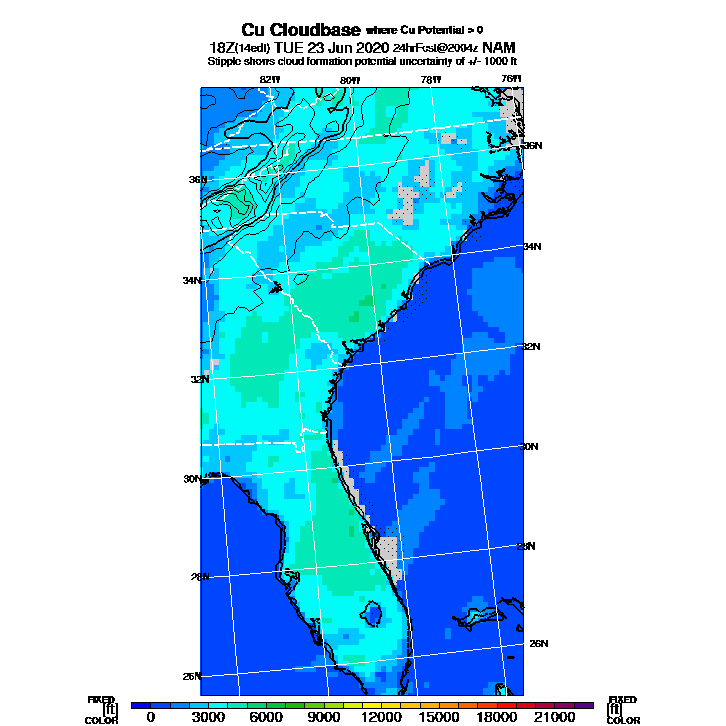 Cu Cloudbase where Cu Potential > 0
18Z(14edt) TUE 23 Jun 2020 24hrFcst@2004z NAM
Stipple shows cloud formation potential uncertainty of +/- 1000 ft
82W 80W 78W 76W
36N
36N
34N
34N
32N
32N
30N
30N
28N
28N
26N
26N
FIXED FIXED
[ft] [ft]
COLOR COLOR
0 3000 6000 9000 12000 15000 18000 21000